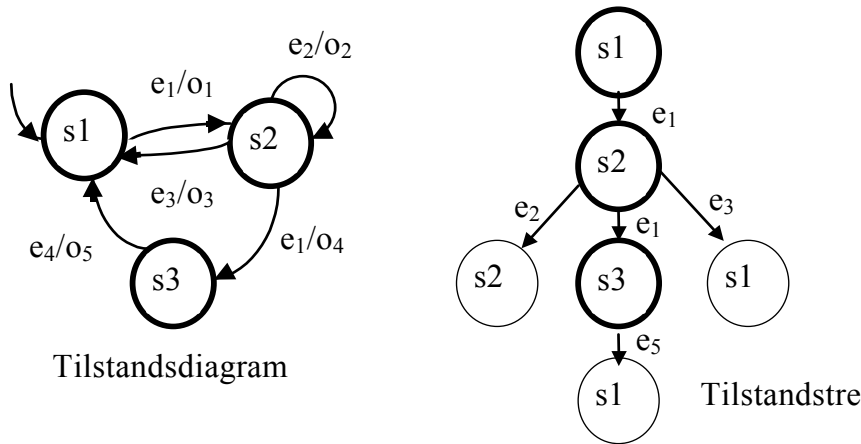 e₁/o₁
e₂/o₂
s1
s2
e₃/o₃
e₄/o₅
e₁/o₄
s3
Tilstandsdiagram
s1
e₁
s2
e₂
e₁
e₃
s2
s3
s1
e₅
s1
Tilstandstre